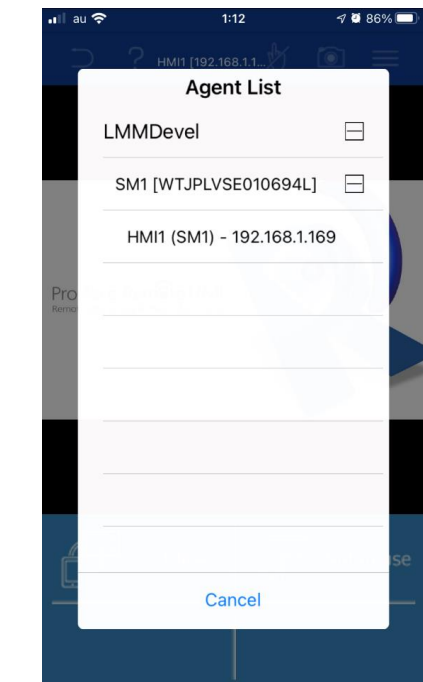 au 1:12 86%
HMI1 [192.168.1.1...
Agent List
LMMDevel
SM1 [WTJPLVSE010694L]
HMI1 (SM1) - 192.168.1.169
Pro
Remo
se
Cancel